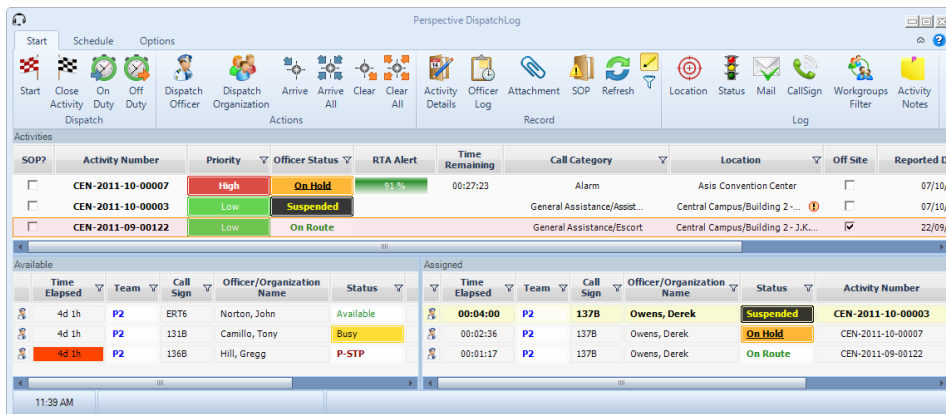 Perspective DispatchLog
Start Schedule Options
Start Close Activity On Duty Off Duty Dispatch Officer Dispatch Organization Arrive Arrive All Clear Clear All Activity Details Officer Log Attachment SOP Refresh Location Status Mail CallSign Workgroups Filter Activity Notes
Dispatch Actions Record Log
Activities
SOP? Activity Number Priority Officer Status RTA Alert Time Remaining Call Category Location Off Site Reported D
CEN-2011-10-00007 High On Hold 91 % 00:27:23 Alarm Asis Convention Center 07/10/
CEN-2011-10-00003 Low Suspended General Assistance/Assist... Central Campus/Building 2 -... 07/10/
CEN-2011-09-00122 Low On Route General Assistance/Escort Central Campus/Building 2 - J.K.... 22/09/
Available
Time Elapsed Team Call Sign Officer/Organization Name Status
4d 1h P2 ERT6 Norton, John Available
4d 1h P2 131B Camillo, Tony Busy
4d 1h P2 136B Hill, Gregg P-STP
Assigned
Time Elapsed Team Call Sign Officer/Organization Name Status Activity Number
00:04:00 P2 137B Owens, Derek Suspended CEN-2011-10-00003
00:02:36 P2 137B Owens, Derek On Hold CEN-2011-10-00007
00:01:17 P2 137B Owens, Derek On Route CEN-2011-09-00122
11:39 AM